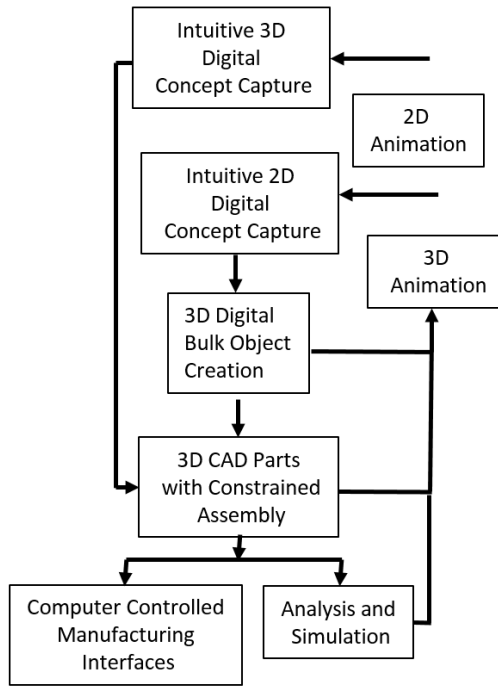 Intuitive 3D
Digital
Concept Capture
2D
Animation
Intuitive 2D
Digital
Concept Capture
3D
Animation
3D Digital
Bulk Object
Creation
3D CAD Parts
with Constrained
Assembly
Computer Controlled
Manufacturing
Interfaces
Analysis and
Simulation